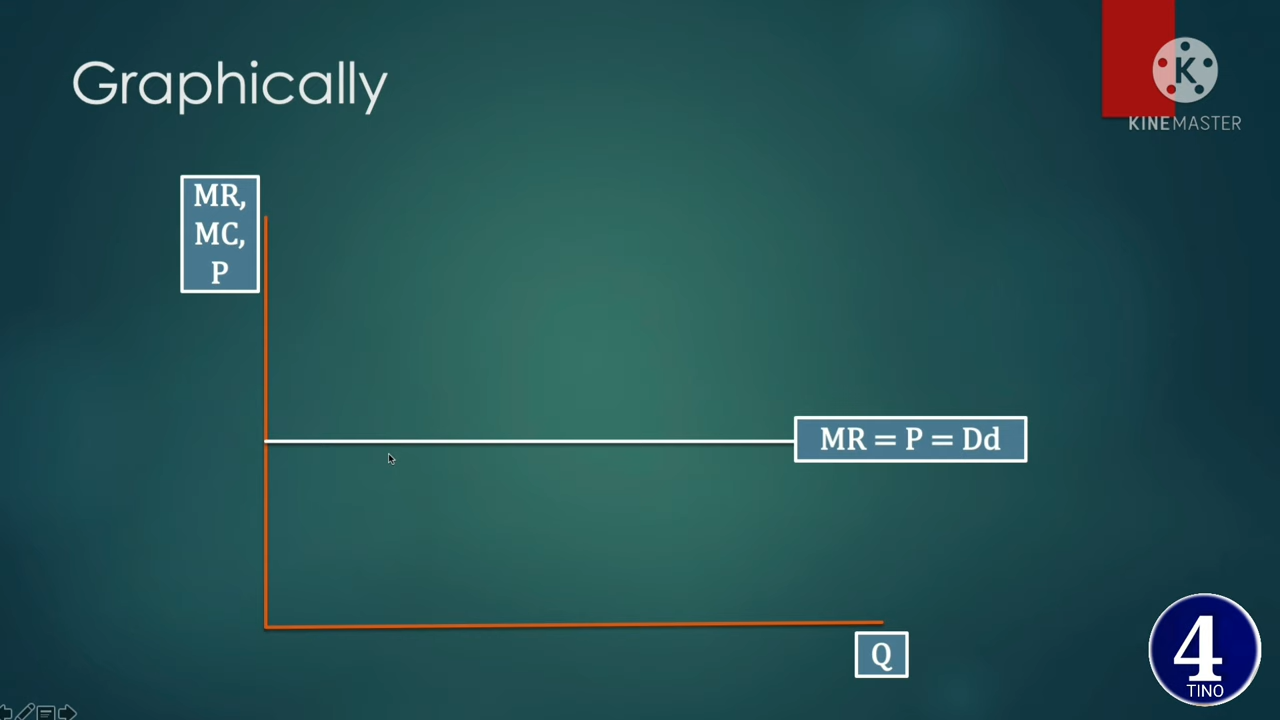 Graphically
KINEMASTER
MR,
MC,
P
MR = P = Dd
Q
4
TINO